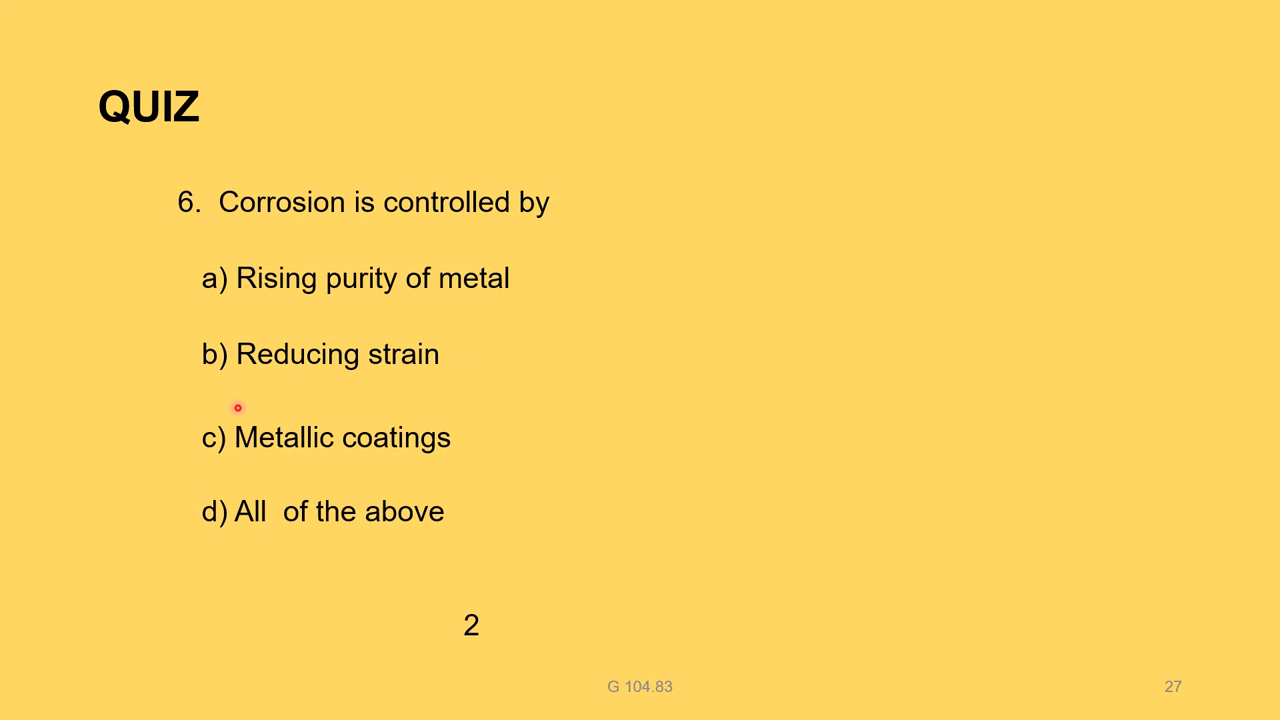 QUIZ
6. Corrosion is controlled by
a) Rising purity of metal
b) Reducing strain
c) Metallic coatings
d) All of the above
2
G 104.83
27